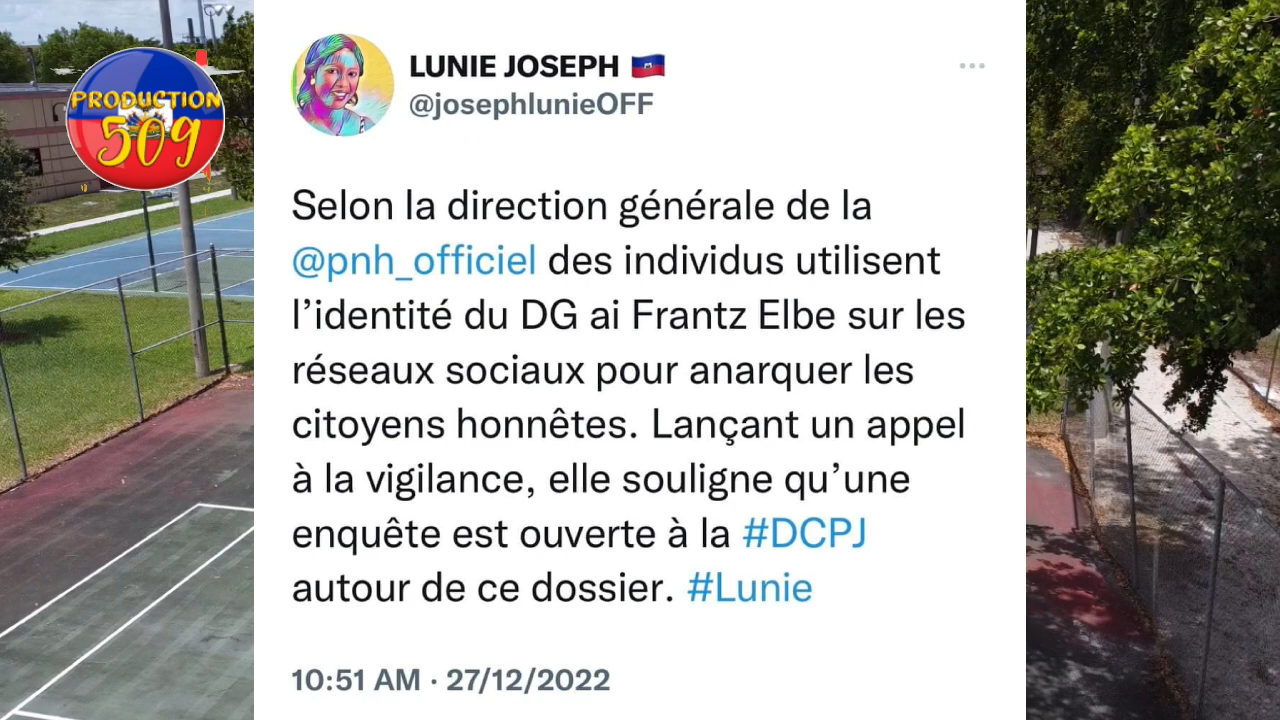 PRODUCTION
509
LUNIE JOSEPH
@josephlunieOFF
Selon la direction générale de la
@pnh_officiel des individus utilisent
l’identité du DG ai Frantz Elbe sur les
réseaux sociaux pour anarquer les
citoyens honnêtes. Lançant un appel
à la vigilance, elle souligne qu’une
enquête est ouverte à la #DCPJ
autour de ce dossier. #Lunie
10:51 AM · 27/12/2022